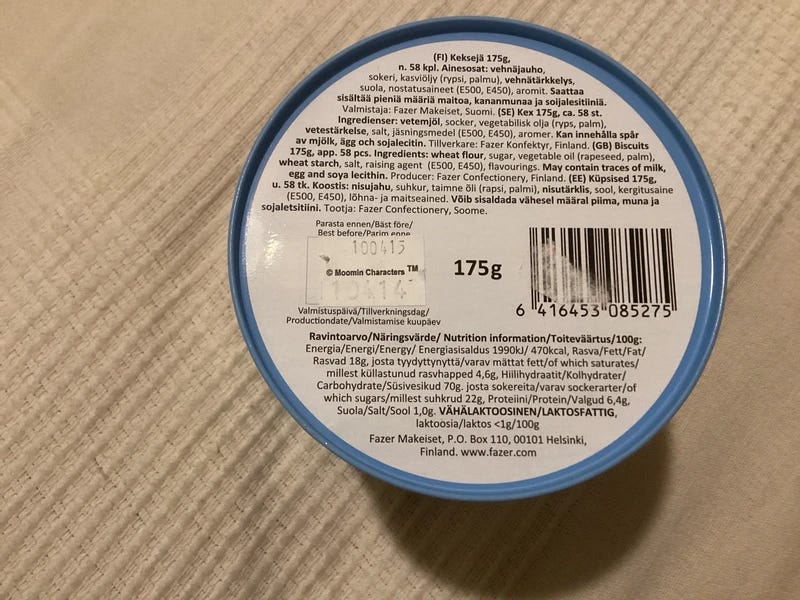 (FI) Keksejä 175g,
n. 58 kpl. Ainesosat: vehnäjauho,
sokeri, kasviöljy (rypsi, palmu), vehnätärkkelys,
suola, nostatusaineet (E500, E450), aromit. Saattaa
sisältää pieniä määriä maitoa, kananmunaa ja soijalesitiiniä.
Valmistaja: Fazer Makeiset, Suomi. (SE) Kex 175g, ca. 58 st.
Ingredienser: vetemjöl, socker, vegetabilisk olja (ryps, palm),
vetestärkelse, salt, jäsningsmedel (E500, E450), aromer. Kan innehålla spår
av mjölk, ägg och sojalecitin. Tillverkare: Fazer Konfektyr, Finland. (GB) Biscuits
175g, app. 58 pcs. Ingredients: wheat flour, sugar, vegetable oil (rapeseed, palm),
wheat starch, salt, raising agent (E500, E450), flavourings. May contain traces of milk,
egg and soya lecithin. Producer: Fazer Confectionery, Finland. (EE) Küpsised 175g,
u. 58 tk. Koostis: nisujahu, suhkur, taimne õli (rapsi, palmi), nisutärklis, sool, kergitusaine
(E500, E450), lõhna- ja maitseained. Võib sisaldada vähesel määral piima, muna ja
sojaletsitiini. Tootja: Fazer Confectionery, Soome.
Parasta ennen/Bäst före/
Best before/Parim enne
100415
© Moomin Characters TM
10414
175g
6 416453 085275
Valmistuspäivä/Tillverkningsdag/
Productiondate/Valmistamise kuupäev
Ravintoarvo/Näringsvärde/ Nutrition information/Toiteväärtus/100g:
Energia/Energi/Energy/ Energiasisaldus 1990kJ/ 470kcal, Rasva/Fett/Fat/
Rasvad 18g, josta tyydyttynyttä/varav mättat fett/of which saturates/
millest küllastunud rasvhapped 4,6g, Hiilihydraatit/Kolhydrater/
Carbohydrate/Süsivesikud 70g. josta sokereita/varav sockerarter/of
which sugars/millest suhkrud 22g, Proteiini/Protein/Valgud 6,4g,
Suola/Salt/Sool 1,0g. VÄHÄLAKTOOSINEN/LAKTOSFATTIG,
laktoosia/laktos <1g/100g
Fazer Makeiset, P.O. Box 110, 00101 Helsinki,
Finland. www.fazer.com